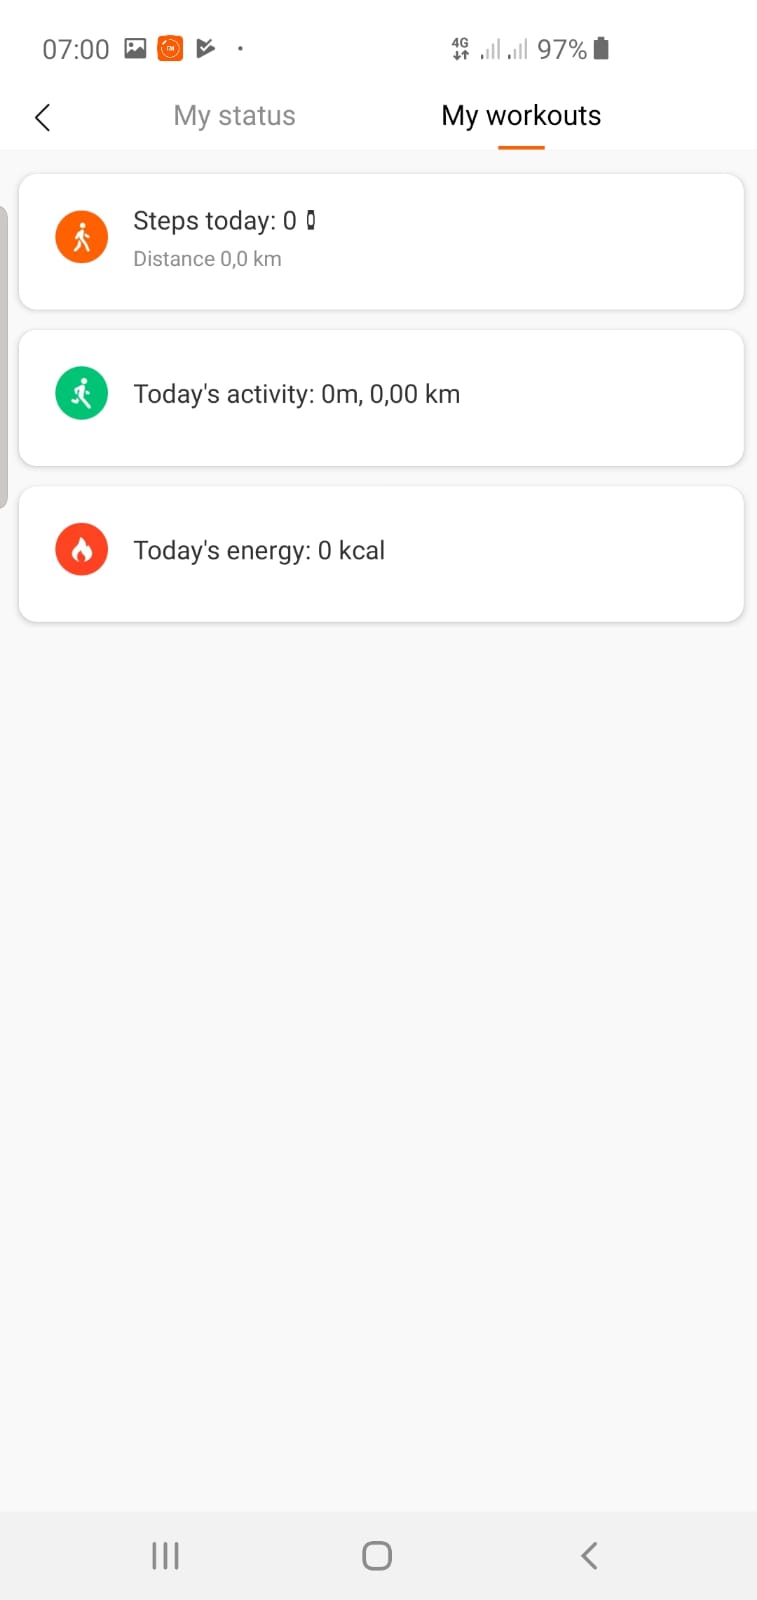 07:00 4G 97%
My status My workouts
Steps today: 0
Distance 0,0 km
Today's activity: 0m, 0,00 km
Today's energy: 0 kcal